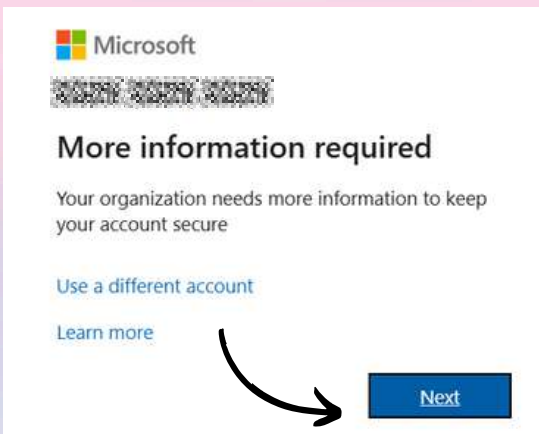 Microsoft
More information required
Your organization needs more information to keep
your account secure
Use a different account
Learn more
Next